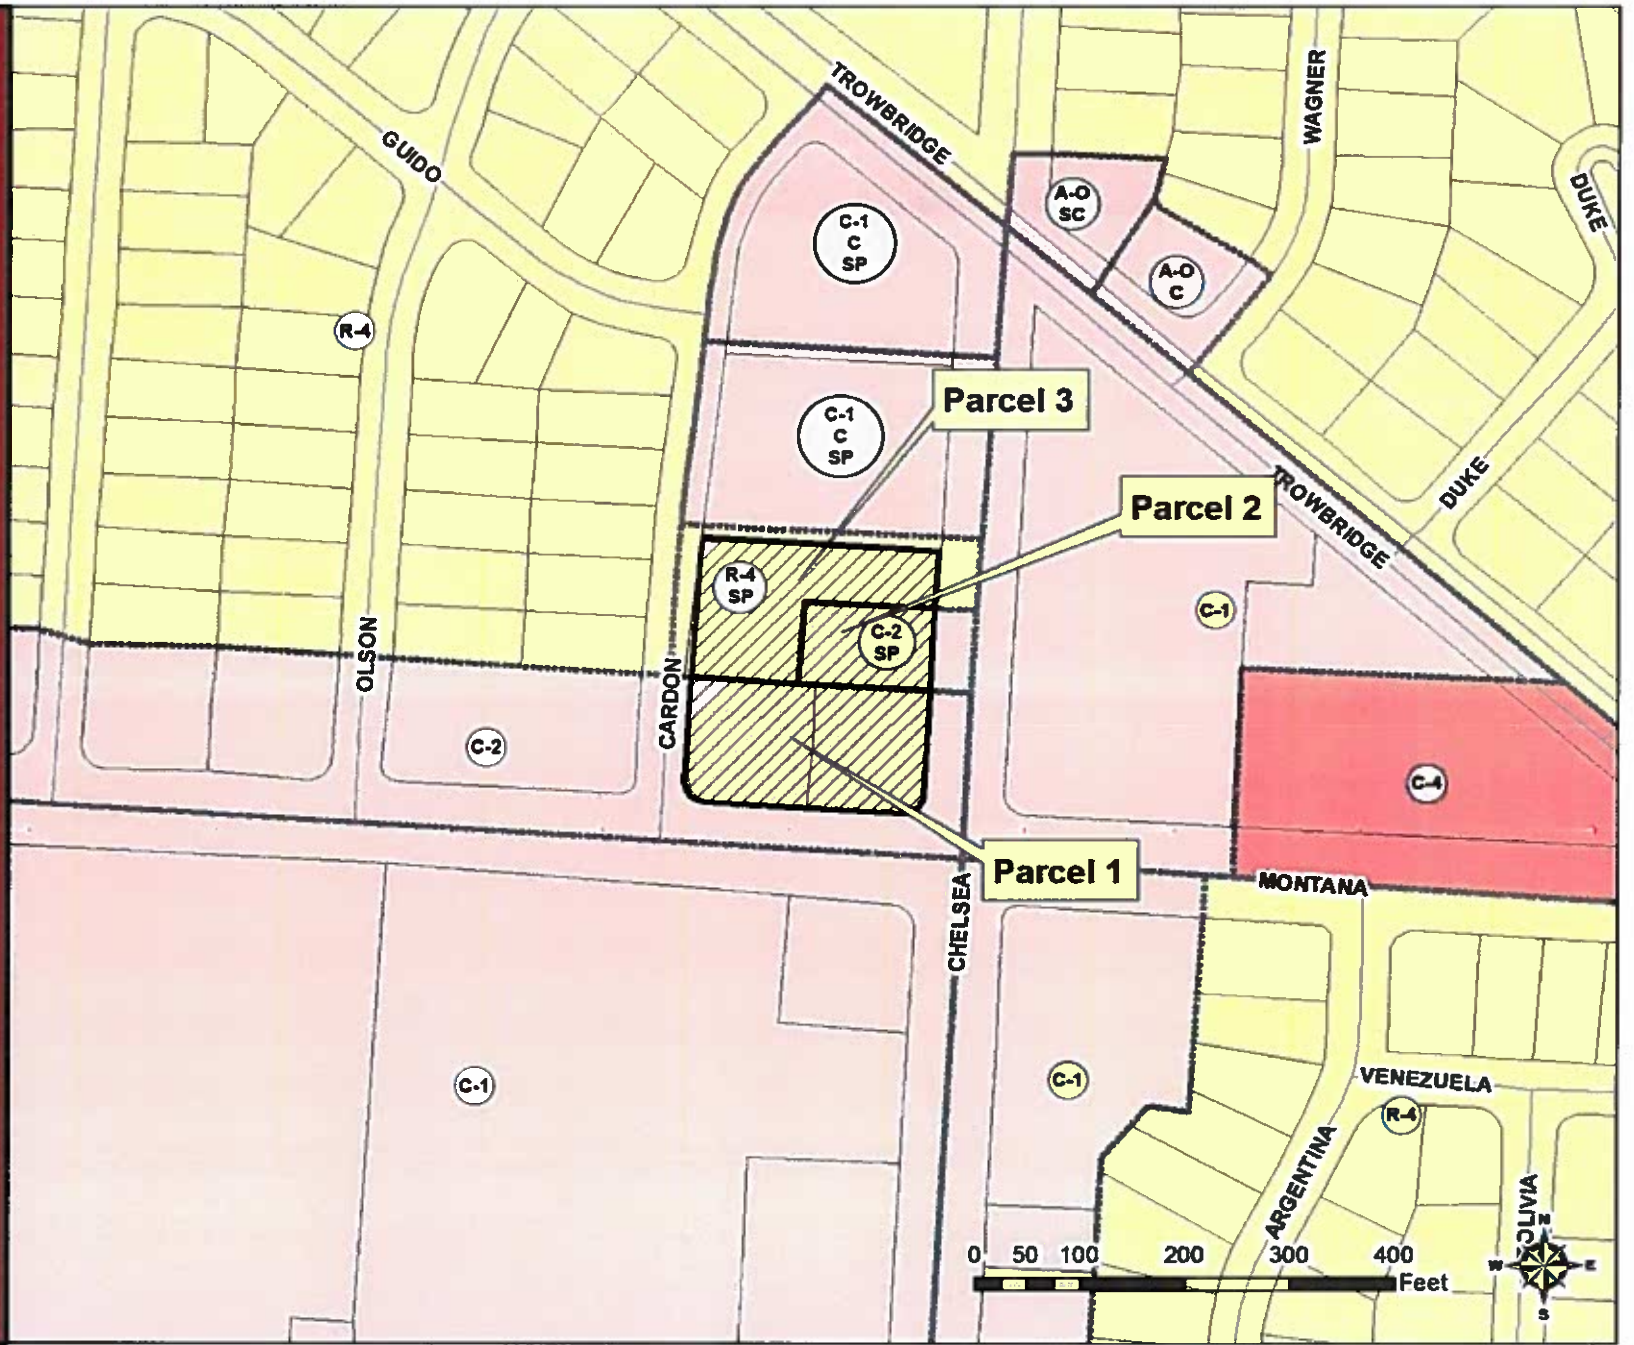 TROWBRIDGE
WAGNER
GUIDO
DUKE
A-O
SC
C-1
C
SP
A-O
C
R-4
Parcel 3
C-1
C
SP
DUKE
TROWBRIDGE
Parcel 2
R-4
SP
C-1
C-2
SP
OLSON
CARDON
C-2
C-4
Parcel 1
MONTANA
CHELSEA
C-1
C-1
VENEZUELA
R-4
ARGENTINA
OLIVIA
N
W
E
S
0 50 100 200 300 400
Feet